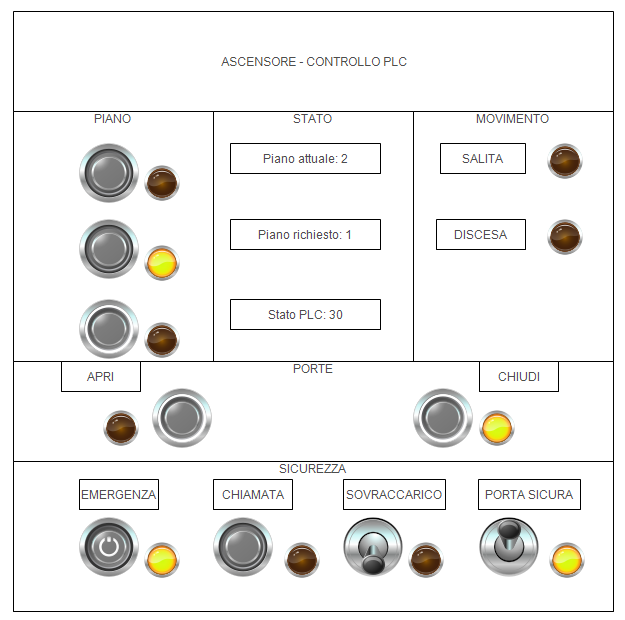 ASCENSORE - CONTROLLO PLC
PIANO
STATO
MOVIMENTO
Piano attuale: 2
SALITA
Piano richiesto: 1
DISCESA
Stato PLC: 30
PORTE
APRI
CHIUDI
SICUREZZA
EMERGENZA
CHIAMATA
SOVRACCARICO
PORTA SICURA